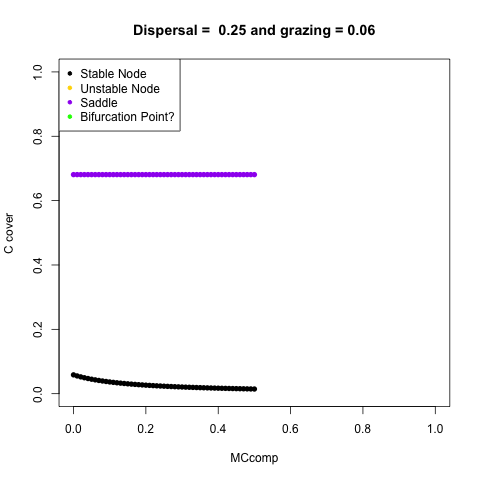 Dispersal =  0.25 and grazing = 0.06
Stable Node
Unstable Node
Saddle
Bifurcation Point?
C cover
1.0
0.8
0.6
0.4
0.2
0.0
0.0 0.2 0.4 0.6 0.8 1.0
MCcomp